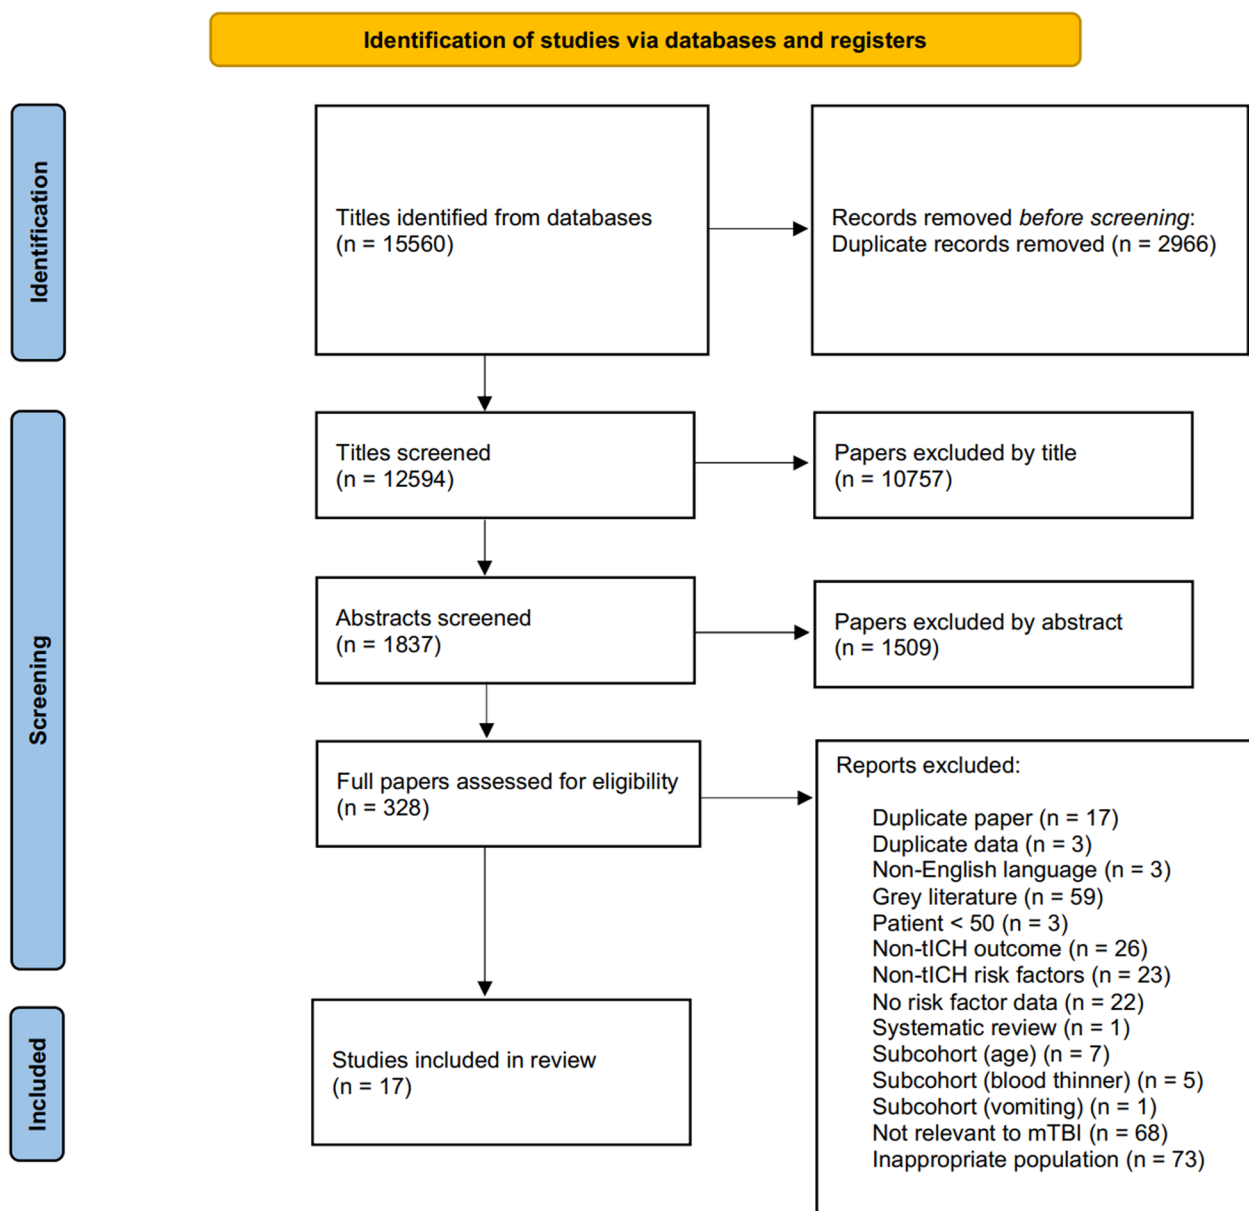 Identification of studies via databases and registers
Identification
Titles identified from databases
(n = 15560)
Records removed before screening:
Duplicate records removed (n = 2966)
Screening
Titles screened
(n = 12594)
Papers excluded by title
(n = 10757)
Abstracts screened
(n = 1837)
Papers excluded by abstract
(n = 1509)
Full papers assessed for eligibility
(n = 328)
Reports excluded:
Duplicate paper (n = 17)
Duplicate data (n = 3)
Non-English language (n = 3)
Grey literature (n = 59)
Patient < 50 (n = 3)
Non-tICH outcome (n = 26)
Non-tICH risk factors (n = 23)
No risk factor data (n = 22)
Systematic review (n = 1)
Subcohort (age) (n = 7)
Subcohort (blood thinner) (n = 5)
Subcohort (vomiting) (n = 1)
Not relevant to mTBI (n = 68)
Inappropriate population (n = 73)
Included
Studies included in review
(n = 17)